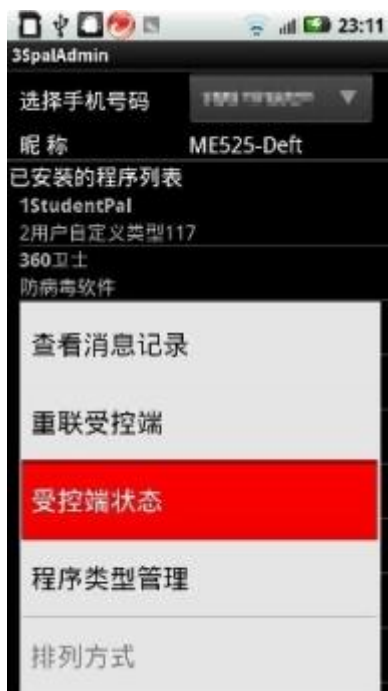 23:11
3SpalAdmin
选择手机号码
昵称 ME525-Deft
已安装的程序列表
1StudentPal
2用户自定义类型117
360卫士
防病毒软件
查看消息记录
重联受控端
受控端状态
程序类型管理
排列方式